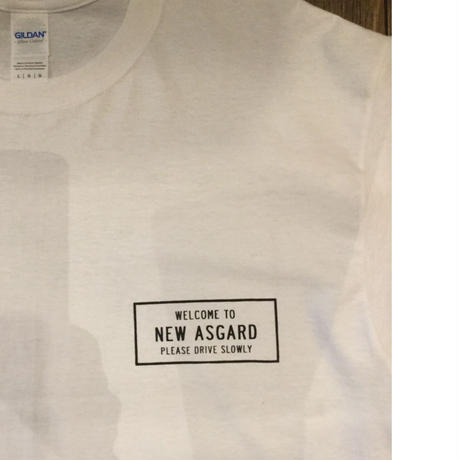 GILDAN
WELCOME TO
NEW ASGARD
PLEASE DRIVE SLOWLY